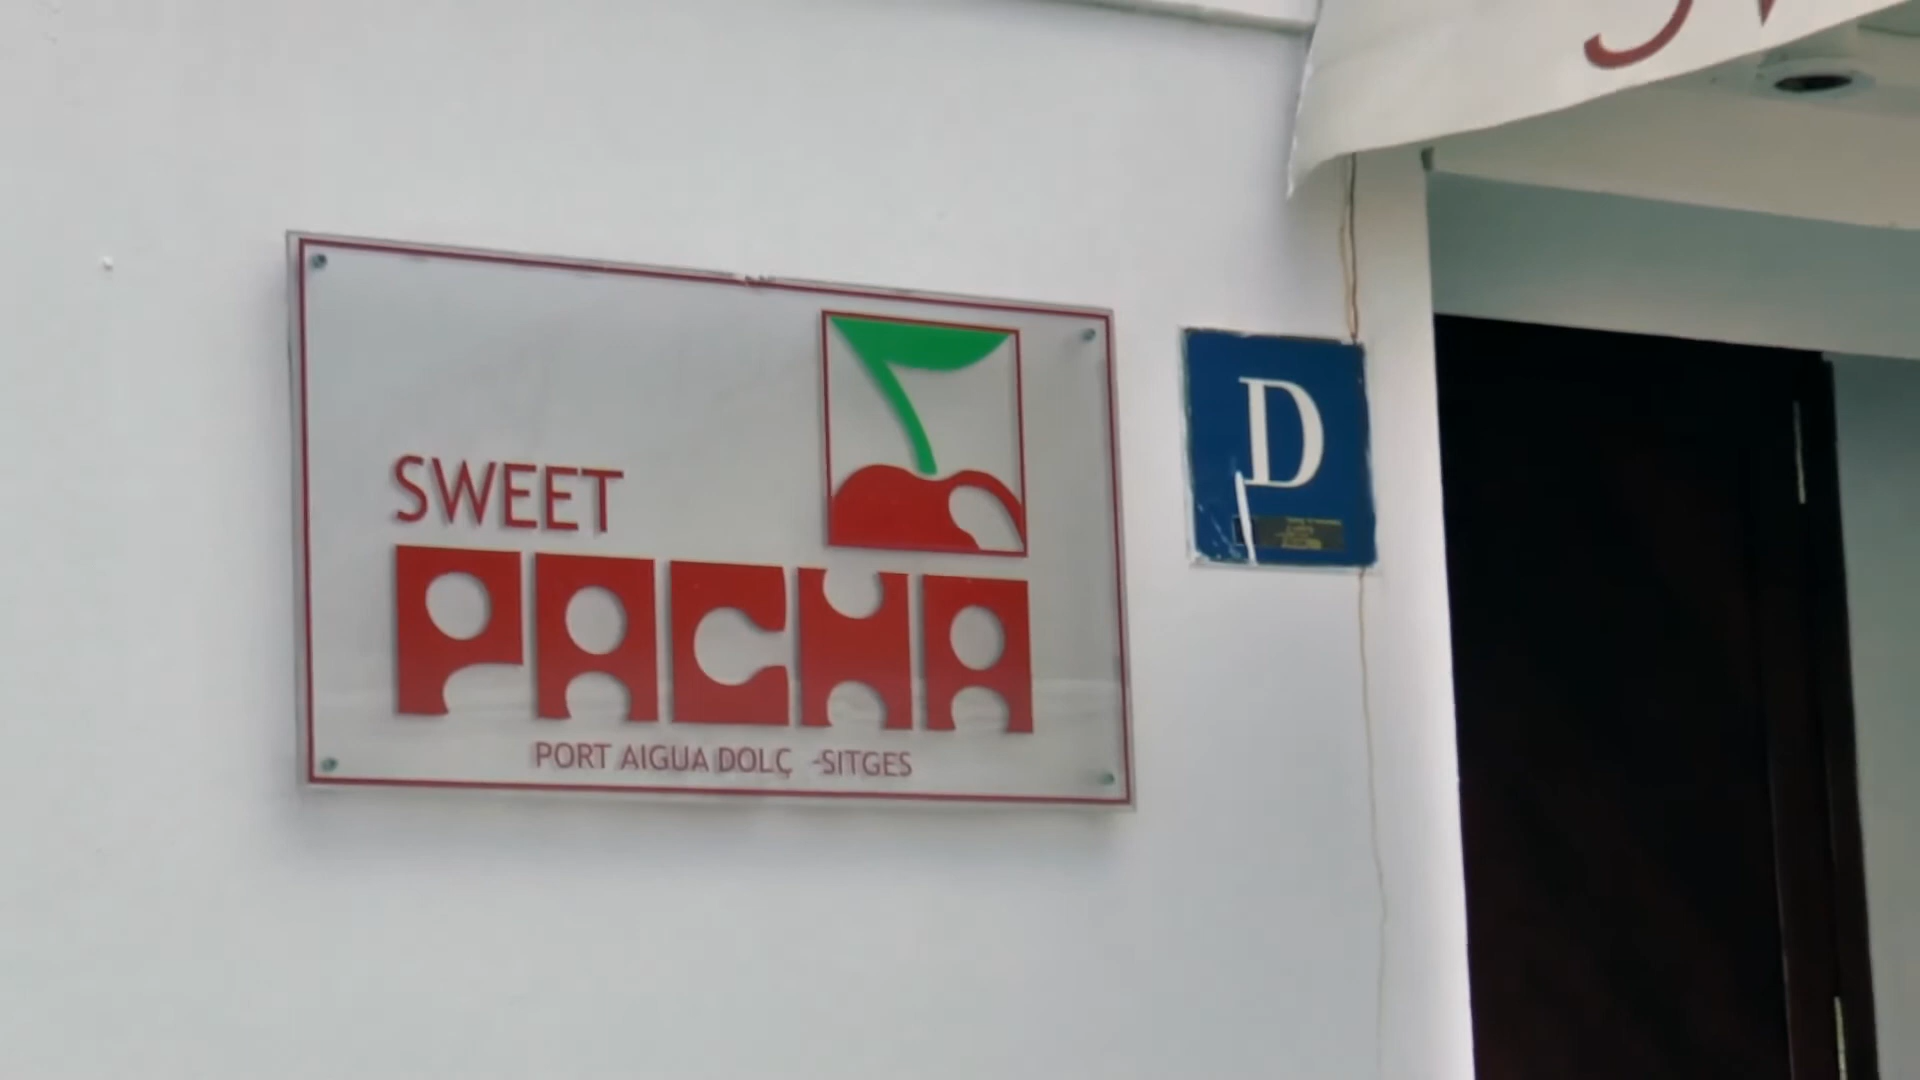 SWEET
PACHA
PORT AIGUA DOLÇ -SITGES
D